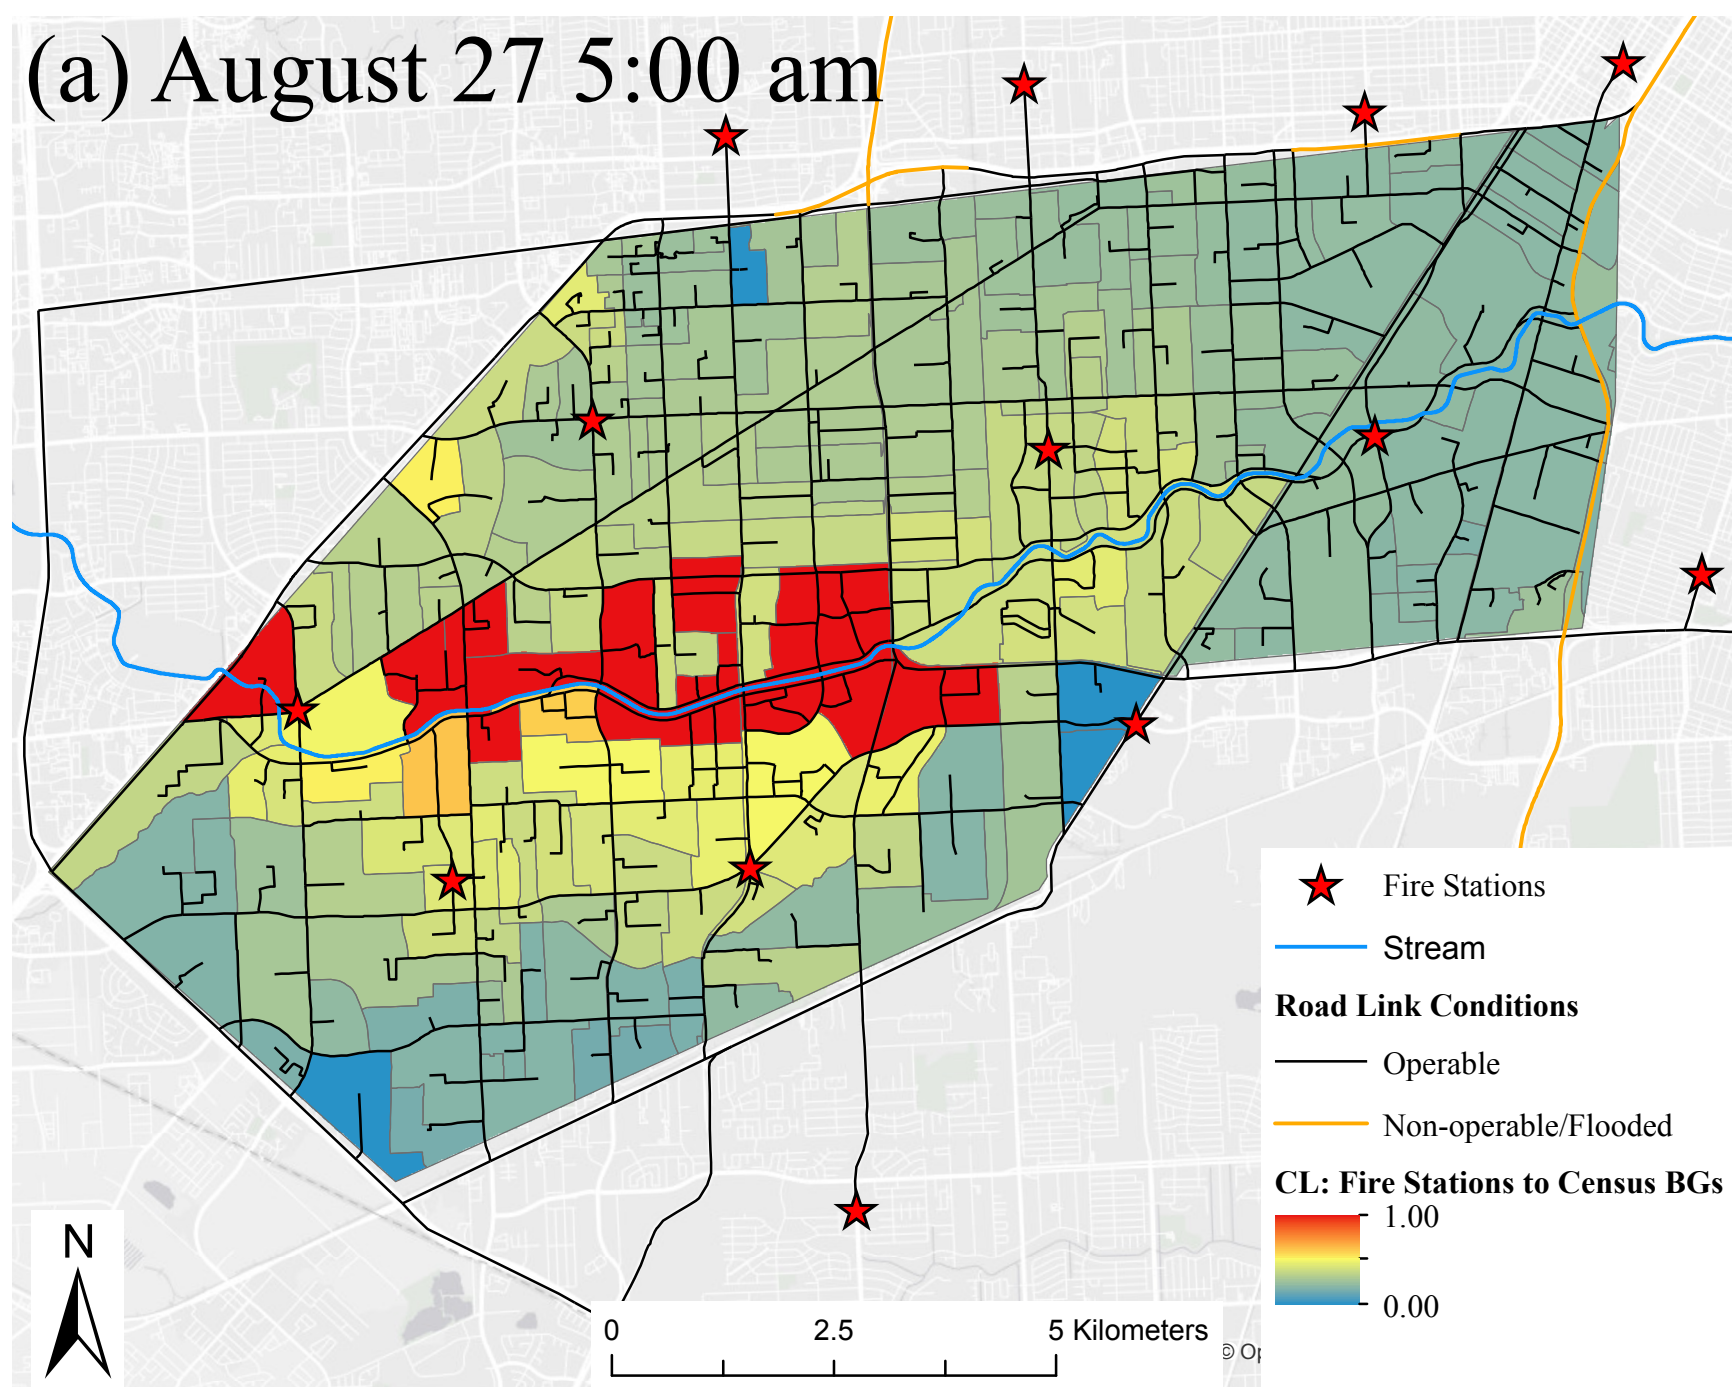 (a) August 27 5:00 am
Fire Stations
Stream
Road Link Conditions
Operable
Non-operable/Flooded
CL: Fire Stations to Census BGs
1.00
0.00
N
0 2.5 5 Kilometers
©